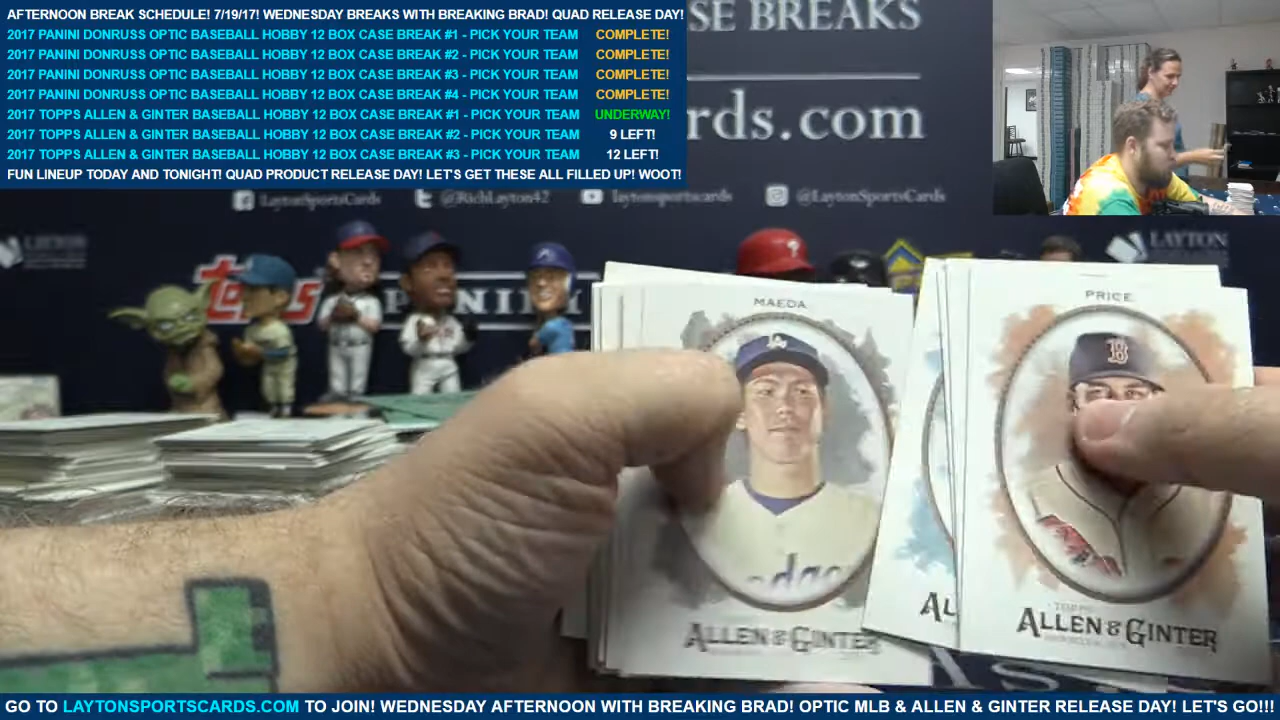 AFTERNOON BREAK SCHEDULE! 7/19/17! WEDNESDAY BREAKS WITH BREAKING BRAD! QUAD RELEASE DAY!
2017 PANINI DONRUSS OPTIC BASEBALL HOBBY 12 BOX CASE BREAK #1 - PICK YOUR TEAM COMPLETE!
2017 PANINI DONRUSS OPTIC BASEBALL HOBBY 12 BOX CASE BREAK #2 - PICK YOUR TEAM COMPLETE!
2017 PANINI DONRUSS OPTIC BASEBALL HOBBY 12 BOX CASE BREAK #3 - PICK YOUR TEAM COMPLETE!
2017 PANINI DONRUSS OPTIC BASEBALL HOBBY 12 BOX CASE BREAK #4 - PICK YOUR TEAM COMPLETE!
2017 TOPPS ALLEN & GINTER BASEBALL HOBBY 12 BOX CASE BREAK #1 - PICK YOUR TEAM UNDERWAY!
2017 TOPPS ALLEN & GINTER BASEBALL HOBBY 12 BOX CASE BREAK #2 - PICK YOUR TEAM 9 LEFT!
2017 TOPPS ALLEN & GINTER BASEBALL HOBBY 12 BOX CASE BREAK #3 - PICK YOUR TEAM 12 LEFT!
FUN LINEUP TODAY AND TONIGHT! QUAD PRODUCT RELEASE DAY! LET'S GET THESE ALL FILLED UP! WOOT!
SE BREAKS
rds.com
LaytonSportsCards @RichLayton42 laytonsportscards @LaytonSportsCards
LAYTON
LAYTON
topps PANINI
MAEDA
PRICE
LA
B
TOPPS
ALLEN & GINTER
AL
ALLEN & GINTER
GO TO LAYTONSPORTSCARDS.COM TO JOIN! WEDNESDAY AFTERNOON WITH BREAKING BRAD! OPTIC MLB & ALLEN & GINTER RELEASE DAY! LET'S GO!!!